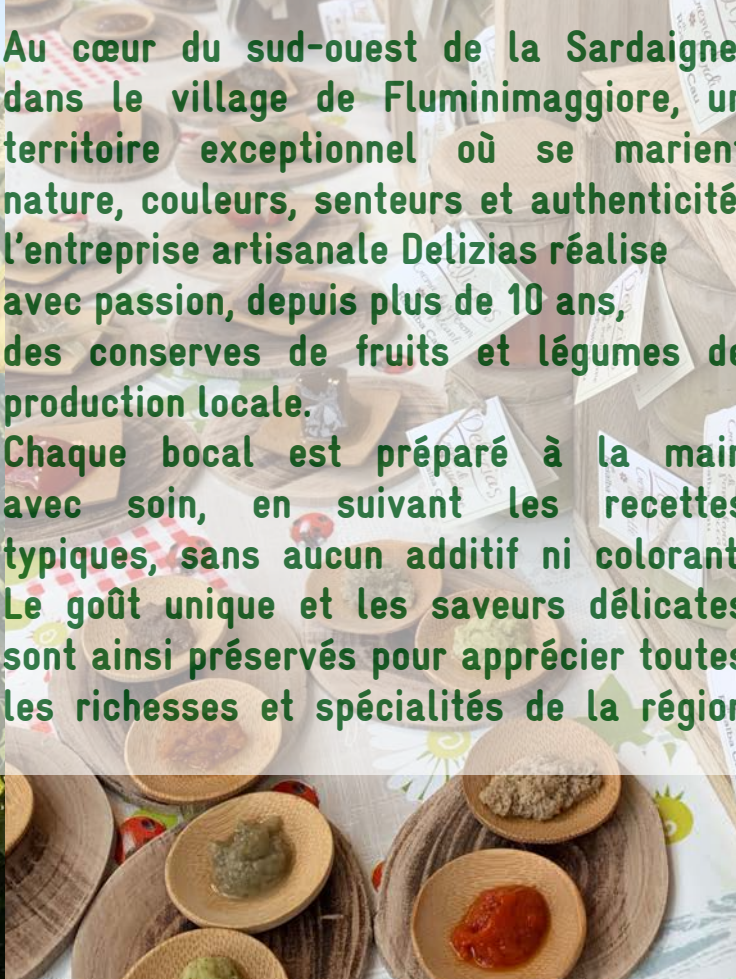 Au cœur du sud-ouest de la Sardaigne
dans le village de Fluminimaggiore, un
territoire exceptionnel où se marient
nature, couleurs, senteurs et authenticité
l'entreprise artisanale Delizias réalise
avec passion, depuis plus de 10 ans,
des conserves de fruits et légumes de
production locale.
Chaque bocal est préparé à la main
avec soin, en suivant les recettes
typiques, sans aucun additif ni colorant
Le goût unique et les saveurs délicates
sont ainsi préservés pour apprécier toutes
les richesses et spécialités de la région